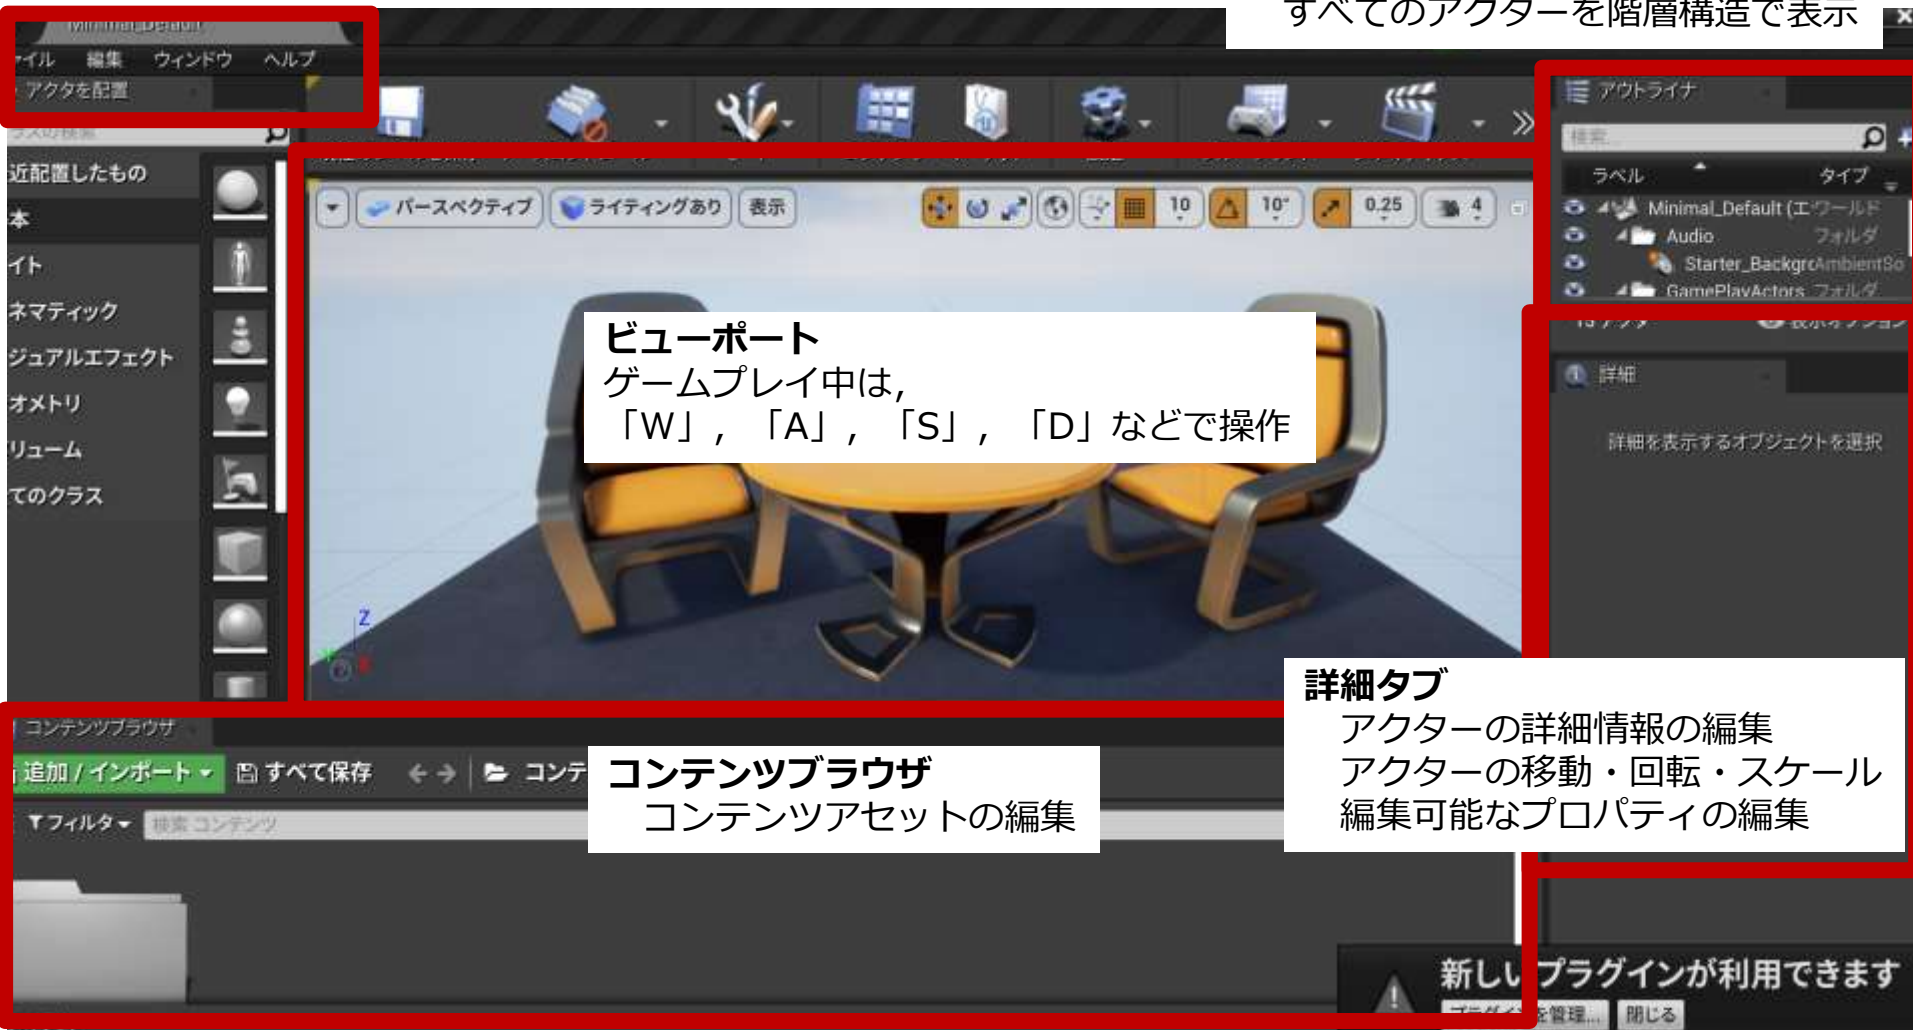 すべてのアクターを階層構造で表示
Minimal_Default
イル 編集 ウィンドウ ヘルプ
アクタを配置
近配置したもの
本
イト
ネマティック
ジュアルエフェクト
オメトリ
リューム
てのクラス
パースペクティブ
ライティングあり
表示
10
10°
0.25
4
アウトライナ
検索...
ラベル タイプ
Minimal_Default (エ ワールド
Audio フォルダ
Starter_Backgr AmbientSo
GamePlayActors フォルダ
詳細
詳細を表示するオブジェクトを選択
ビューポート
ゲームプレイ中は,
「W」, 「A」, 「S」, 「D」などで操作
Z
詳細タブ
アクターの詳細情報の編集
アクターの移動・回転・スケール
編集可能なプロパティの編集
コンテンツブラウザ
追加 / インポート すべて保存 コンテ
フィルタ 検索 コンテンツ
コンテンツブラウザ
コンテンツアセットの編集
新しいプラグインが利用できます
を管理... 閉じる